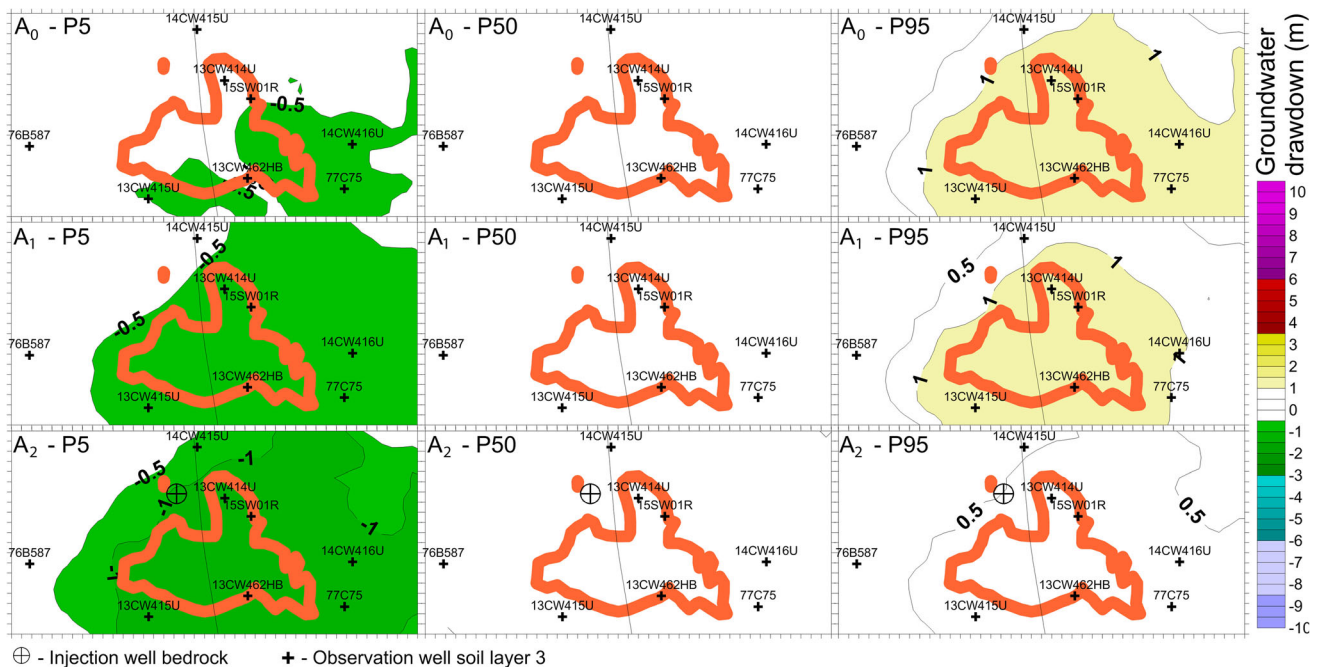 A0 - P5
14CW415U
13CW414U
15SW01R
-0.5
76B587
14CW416U
13CW462HB
77C75
13CW415U
A0 - P50
14CW415U
13CW414U
15SW01R
76B587
14CW416U
13CW462HB
77C75
13CW415U
A0 - P95
14CW415U
1
1
13CW414U
15SW01R
76B587
14CW416U
1
13CW462HB
77C75
13CW415U
A1 - P5
14CW415U
-0.5
13CW414U
15SW01R
-0.5
76B587
14CW416U
13CW462HB
77C75
13CW415U
A1 - P50
14CW415U
13CW414U
15SW01R
76B587
14CW416U
13CW462HB
77C75
13CW415U
A1 - P95
14CW415U
0.5
1
13CW414U
1
15SW01R
76B587
14CW416U
1
1
13CW462HB
77C75
13CW415U
A2 - P5
14CW415U
-0.5
-1
-1
13CW414U
15SW01R
-1
76B587
14CW416U
-1
13CW462HB
77C75
13CW415U
A2 - P50
14CW415U
13CW414U
15SW01R
76B587
14CW416U
13CW462HB
77C75
13CW415U
A2 - P95
14CW415U
13CW414U
0.5
15SW01R
0.5
76B587
14CW416U
13CW462HB
77C75
13CW415U
Groundwater
drawdown (m)
10
9
8
7
6
5
4
3
2
1
0
-1
-2
-3
-4
-5
-6
-7
-8
-9
-10
- Injection well bedrock
- Observation well soil layer 3